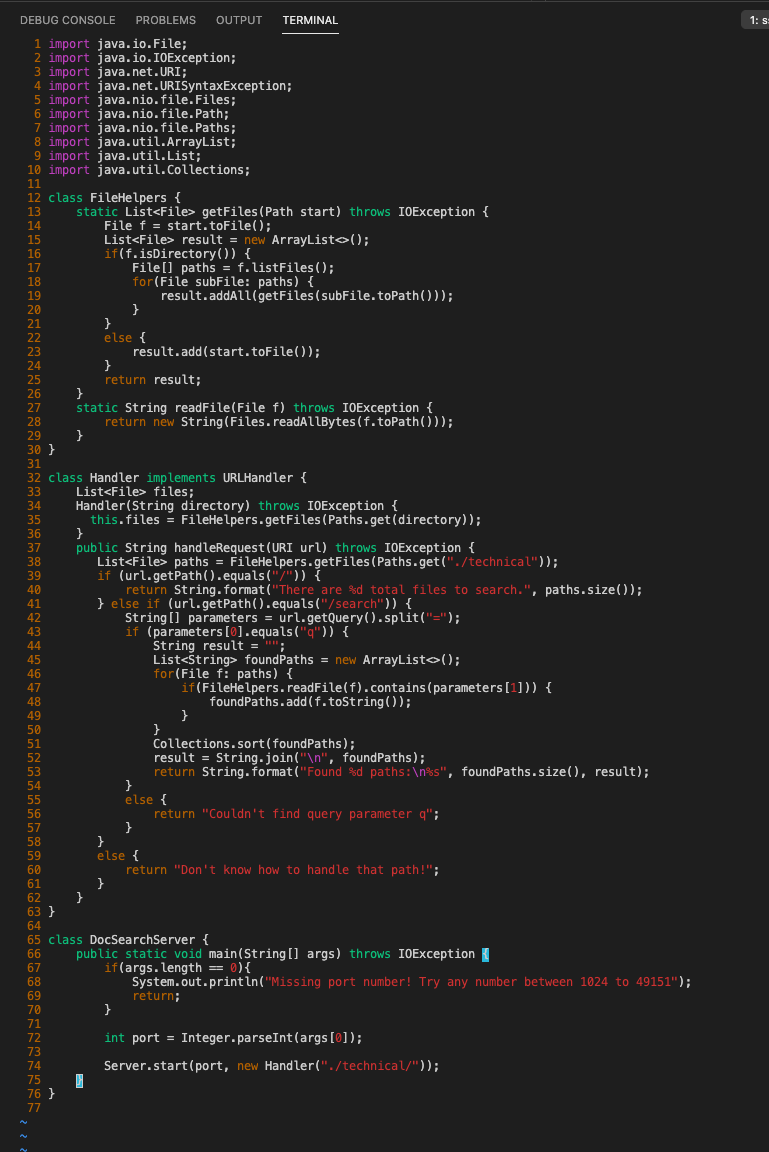 DEBUG CONSOLE PROBLEMS OUTPUT TERMINAL 1: s
1 import java.io.File;
2 import java.io.IOException;
3 import java.net.URI;
4 import java.net.URISyntaxException;
5 import java.nio.file.Files;
6 import java.nio.file.Path;
7 import java.nio.file.Paths;
8 import java.util.ArrayList;
9 import java.util.List;
10 import java.util.Collections;
11
12 class FileHelpers {
13     static List<File> getFiles(Path start) throws IOException {
14         File f = start.toFile();
15         List<File> result = new ArrayList<>();
16         if(f.isDirectory()) {
17             File[] paths = f.listFiles();
18             for(File subFile: paths) {
19                 result.addAll(getFiles(subFile.toPath()));
20             }
21         }
22         else {
23             result.add(start.toFile());
24         }
25         return result;
26     }
27     static String readFile(File f) throws IOException {
28         return new String(Files.readAllBytes(f.toPath()));
29     }
30 }
31
32 class Handler implements URLHandler {
33     List<File> files;
34     Handler(String directory) throws IOException {
35       this.files = FileHelpers.getFiles(Paths.get(directory));
36     }
37     public String handleRequest(URI url) throws IOException {
38        List<File> paths = FileHelpers.getFiles(Paths.get("./technical"));
39        if (url.getPath().equals("/")) {
40            return String.format("There are %d total files to search.", paths.size());
41        } else if (url.getPath().equals("/search")) {
42            String[] parameters = url.getQuery().split("=");
43            if (parameters[0].equals("q")) {
44                String result = "";
45                List<String> foundPaths = new ArrayList<>();
46                for(File f: paths) {
47                    if(FileHelpers.readFile(f).contains(parameters[1])) {
48                        foundPaths.add(f.toString());
49                    }
50                }
51                Collections.sort(foundPaths);
52                result = String.join("\n", foundPaths);
53                return String.format("Found %d paths:\n%s", foundPaths.size(), result);
54            }
55            else {
56                return "Couldn't find query parameter q";
57            }
58        }
59        else {
60            return "Don't know how to handle that path!";
61        }
62     }
63 }
64
65 class DocSearchServer {
66     public static void main(String[] args) throws IOException {
67         if(args.length == 0){
68             System.out.println("Missing port number! Try any number between 1024 to 49151");
69             return;
70         }
71
72         int port = Integer.parseInt(args[0]);
73
74         Server.start(port, new Handler("./technical/"));
75     }
76 }
77
~
~
~